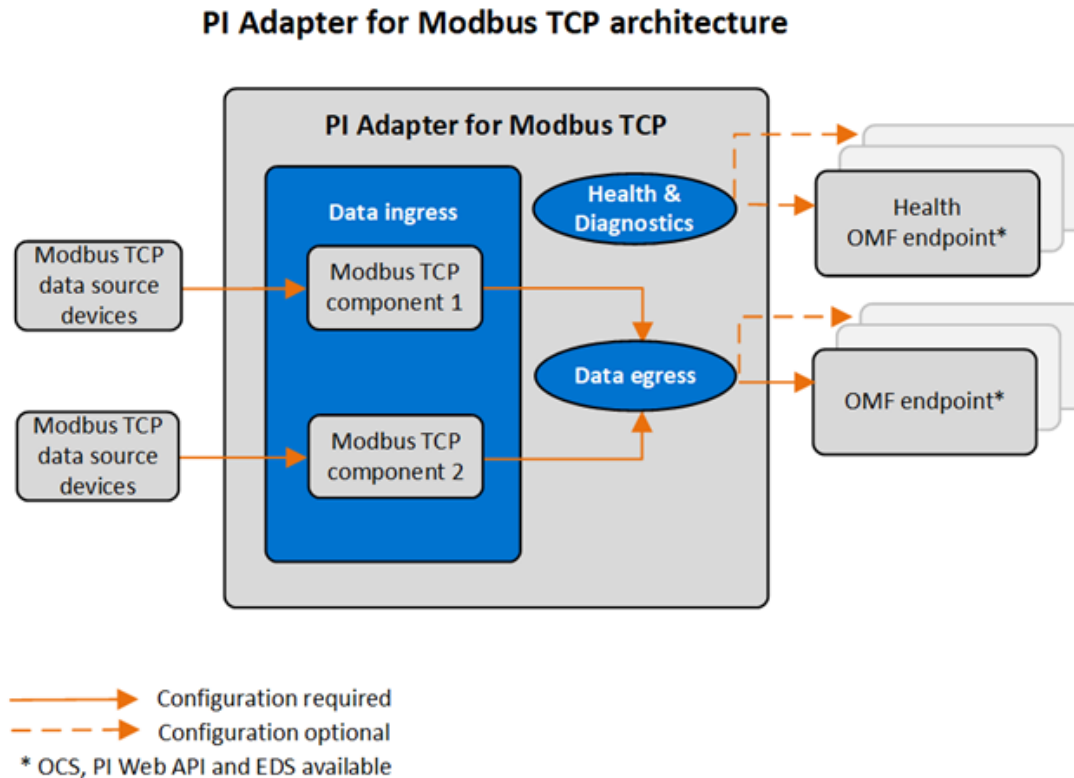 PI Adapter for Modbus TCP architecture
PI Adapter for Modbus TCP
Data ingress
Health &
Diagnostics
Health
OMF endpoint*
Modbus TCP
data source
devices
Modbus TCP
component 1
Data egress
OMF endpoint*
Modbus TCP
data source
devices
Modbus TCP
component 2
Configuration required
Configuration optional
* OCS, PI Web API and EDS available